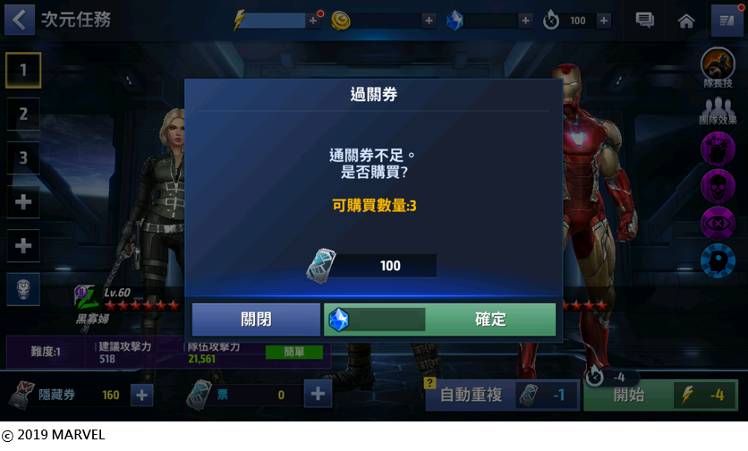 次元任務
100
1
2
3
隊長技
團隊效果
過關券
通關券不足。
是否購買?
可購買數量:3
100
關閉
確定
Lv.60
黑寡婦
難度:1
建議攻擊力
518
隊伍攻擊力
21,561
簡單
隱藏券
160
票
0
?
自動重複
-1
-4
開始
-4
© 2019 MARVEL